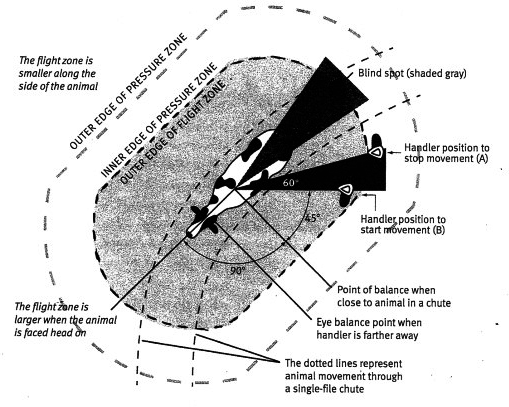 The flight zone is
smaller along the
side of the animal
OUTER EDGE OF PRESSURE ZONE
INNER EDGE OF PRESSURE ZONE
OUTER EDGE OF FLIGHT ZONE
Blind spot (shaded gray)
Handler position to
stop movement (A)
60°
45°
Handler position to
start movement (B)
90°
Point of balance when
close to animal in a chute
The flight zone is
larger when the animal
is faced head on
Eye balance point when
handler is farther away
The dotted lines represent
animal movement through
a single-file chute